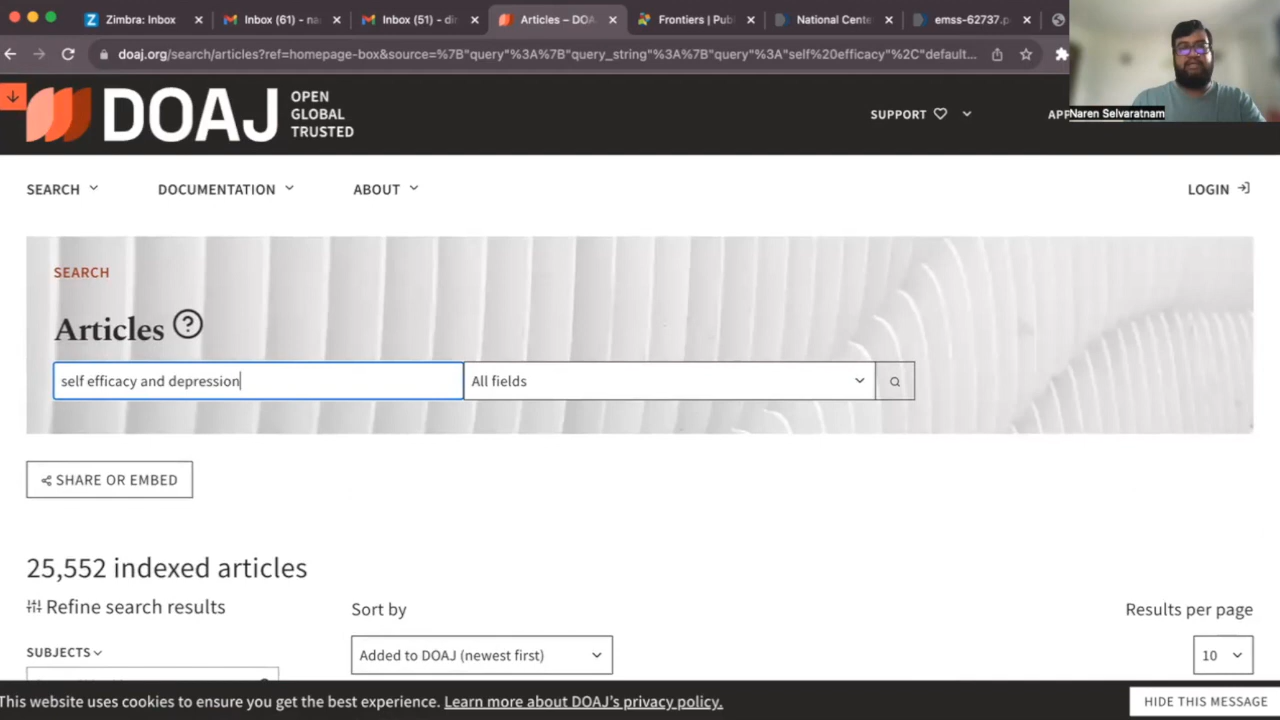 Zimbra: Inbox
Inbox (61) - na
Inbox (51) - dir
Articles – DOA
Frontiers | Pub
National Cente
emss-62737.p
doaj.org/search/articles?ref=homepage-box&source=%7B"query"%3A%7B"query_string"%3A%7B"query"%3A"self%20efficacy"%2C"default...
Naren Selvaratnam
DOAJ
OPEN
GLOBAL
TRUSTED
SUPPORT
APP
SEARCH
DOCUMENTATION
ABOUT
LOGIN
SEARCH
Articles ?
self efficacy and depression
All fields
SHARE OR EMBED
25,552 indexed articles
Refine search results
Sort by
Results per page
SUBJECTS
Added to DOAJ (newest first)
10
This website uses cookies to ensure you get the best experience. Learn more about DOAJ's privacy policy.
HIDE THIS MESSAGE